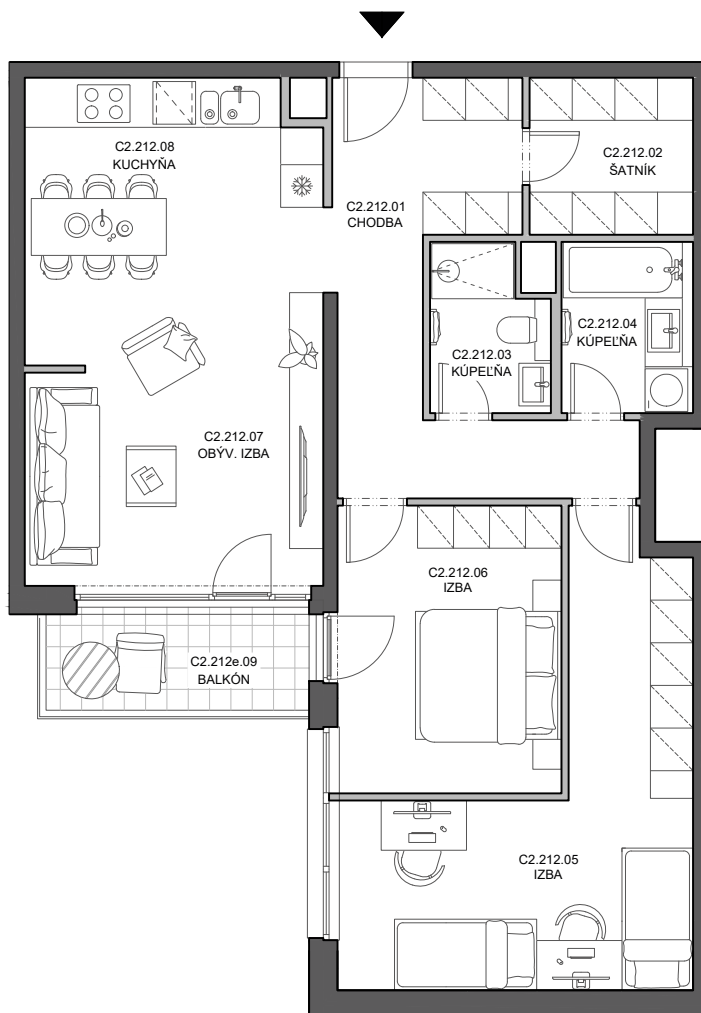 C2.212.08
KUCHYŇA
C2.212.02
ŠATNÍK
C2.212.01
CHODBA
C2.212.04
KÚPEĽŇA
C2.212.03
KÚPEĽŇA
C2.212.07
OBÝV. IZBA
C2.212.06
IZBA
C2.212e.09
BALKÓN
C2.212.05
IZBA